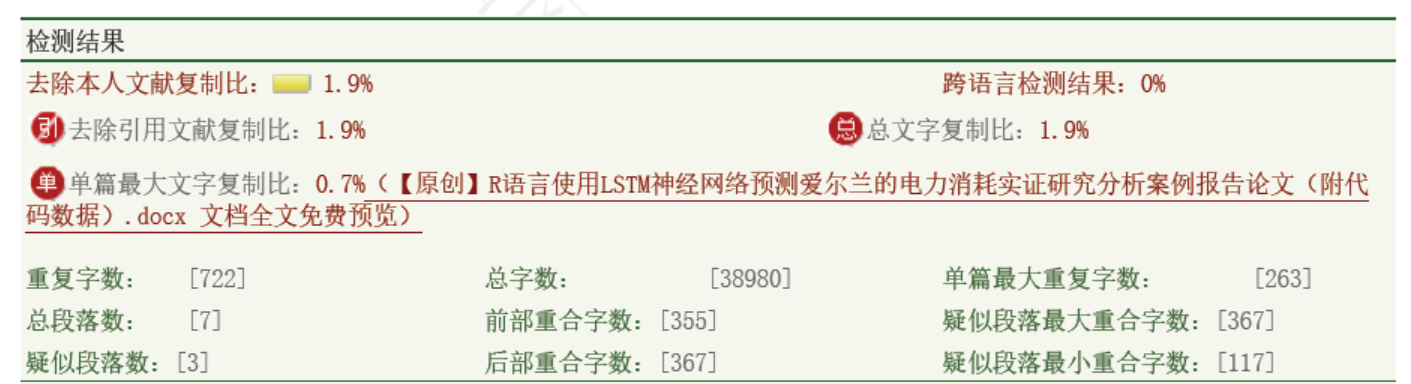 检测结果
去除本人文献复制比： 1.9% 跨语言检测结果：0%
引 去除引用文献复制比：1.9% 总 总文字复制比：1.9%
单 单篇最大文字复制比：0.7%（【原创】R语言使用LSTM神经网络预测爱尔兰的电力消耗实证研究分析案例报告论文（附代
码数据）.docx 文档全文免费预览）
重复字数： [722] 总字数： [38980] 单篇最大重复字数： [263]
总段落数： [7] 前部重合字数：[355] 疑似段落最大重合字数：[367]
疑似段落数：[3] 后部重合字数：[367] 疑似段落最小重合字数：[117]